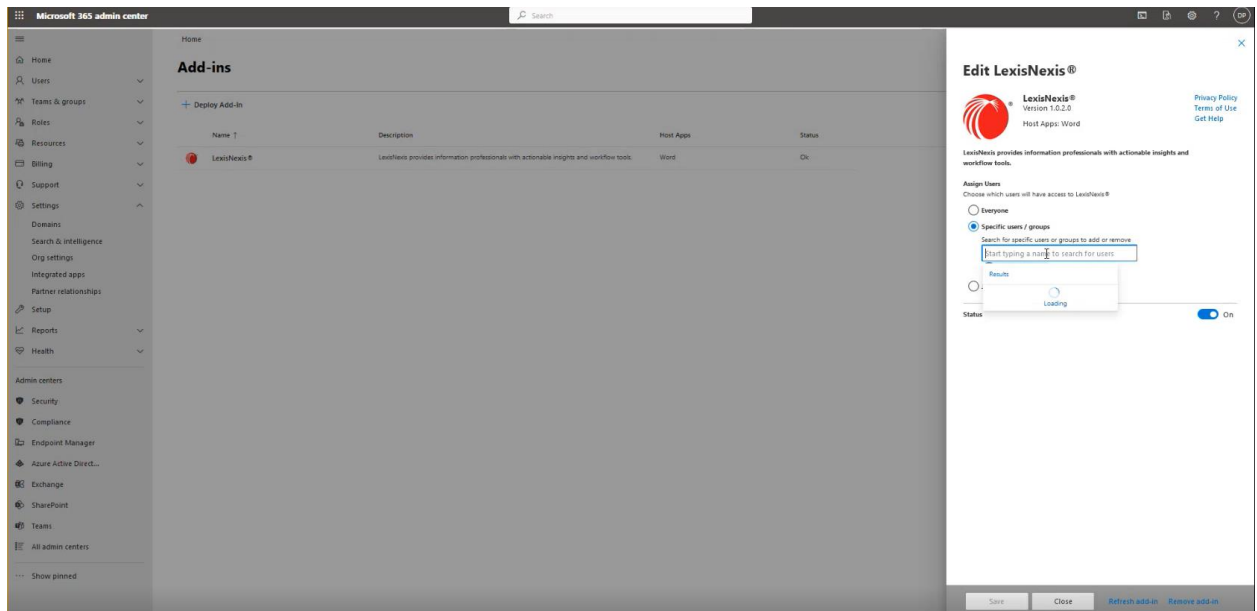 Microsoft 365 admin center
Search
DP
Home
Users
Teams & groups
Roles
Resources
Billing
Support
Settings
Domains
Search & intelligence
Org settings
Integrated apps
Partner relationships
Setup
Reports
Health
Admin centers
Security
Compliance
Endpoint Manager
Azure Active Direct...
Exchange
SharePoint
Teams
All admin centers
Show pinned
Home
Add-ins
Deploy Add-In
Name ↑ Description Host Apps Status
LexisNexis® LexisNexis provides information professionals with actionable insights and workflow tools. Word Ok
Edit LexisNexis®
LexisNexis®
Version 1.0.2.0
Host Apps: Word
Privacy Policy
Terms of Use
Get Help
LexisNexis provides information professionals with actionable insights and
workflow tools.
Assign Users
Choose which users will have access to LexisNexis®
Everyone
Specific users / groups
Search for specific users or groups to add or remove
Start typing a name to search for users
Results
Loading
Status
On
Save Close Refresh add-in Remove add-in